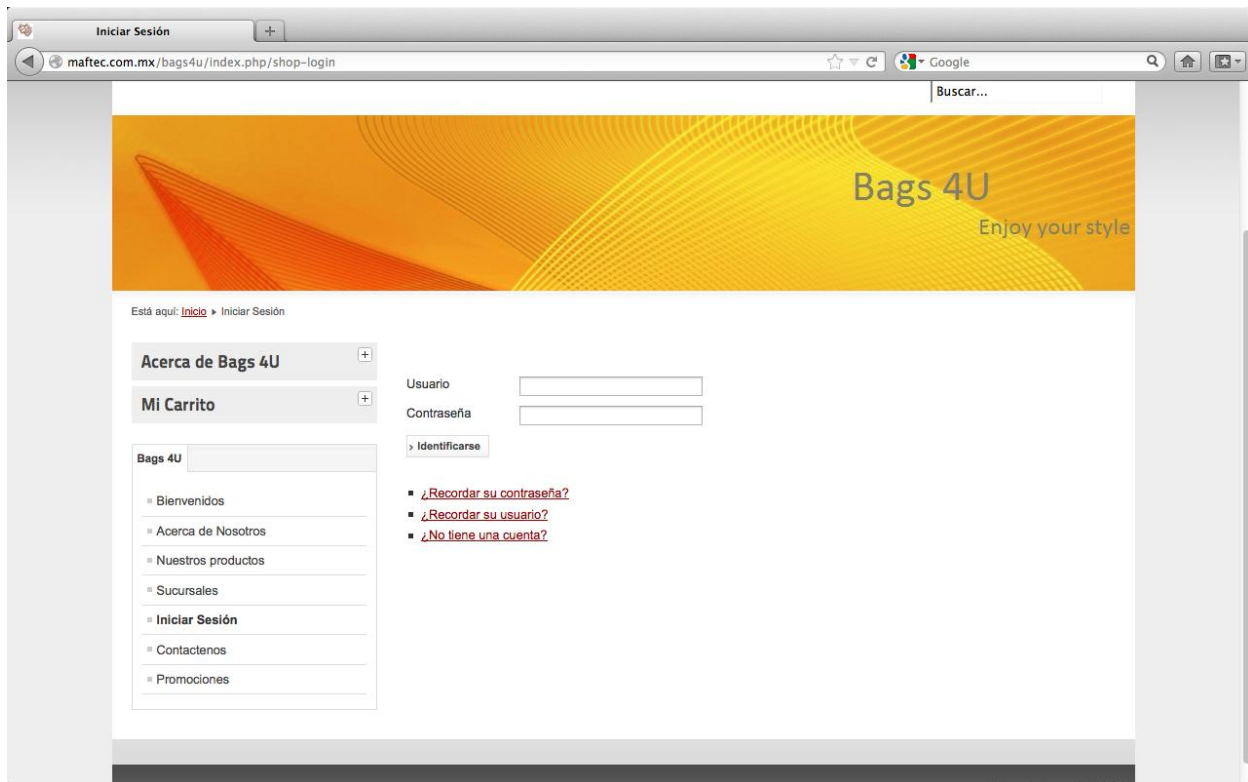 Iniciar Sesión
maftec.com.mx/bags4u/index.php/shop-login
Google
Buscar...
Bags 4U
Enjoy your style
Está aquí: Inicio Iniciar Sesión
Acerca de Bags 4U
Mi Carrito
Bags 4U
Bienvenidos
Acerca de Nosotros
Nuestros productos
Sucursales
Iniciar Sesión
Contactenos
Promociones
Usuario
Contraseña
› Identificarse
¿Recordar su contraseña?
¿Recordar su usuario?
¿No tiene una cuenta?